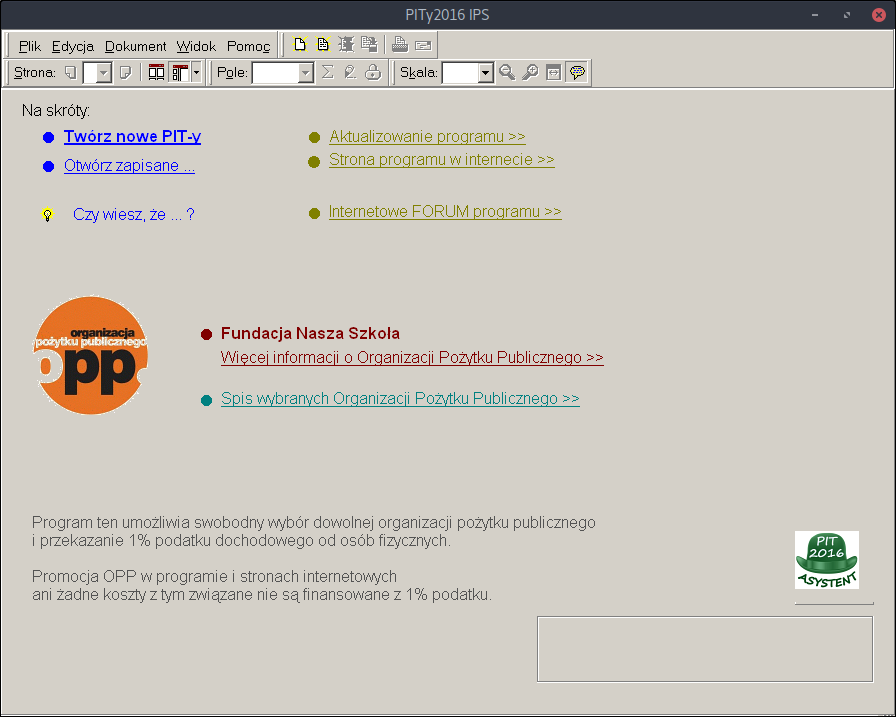 PITy2016 IPS
Plik Edycja Dokument Widok Pomoc
Strona: Pole: Σ Skala:
Na skróty:
Twórz nowe PIT-y
Otwórz zapisane ...
Czy wiesz, że ... ?
Aktualizowanie programu >>
Strona programu w internecie >>
Internetowe FORUM programu >>
organizacja
pożytku publicznego
opp.
Fundacja Nasza Szkoła
Więcej informacji o Organizacji Pożytku Publicznego >>
Spis wybranych Organizacji Pożytku Publicznego >>
Program ten umożliwia swobodny wybór dowolnej organizacji pożytku publicznego
i przekazanie 1% podatku dochodowego od osób fizycznych.
Promocja OPP w programie i stronach internetowych
ani żadne koszty z tym związane nie są finansowane z 1% podatku.
PIT
2016
ASYSTENT